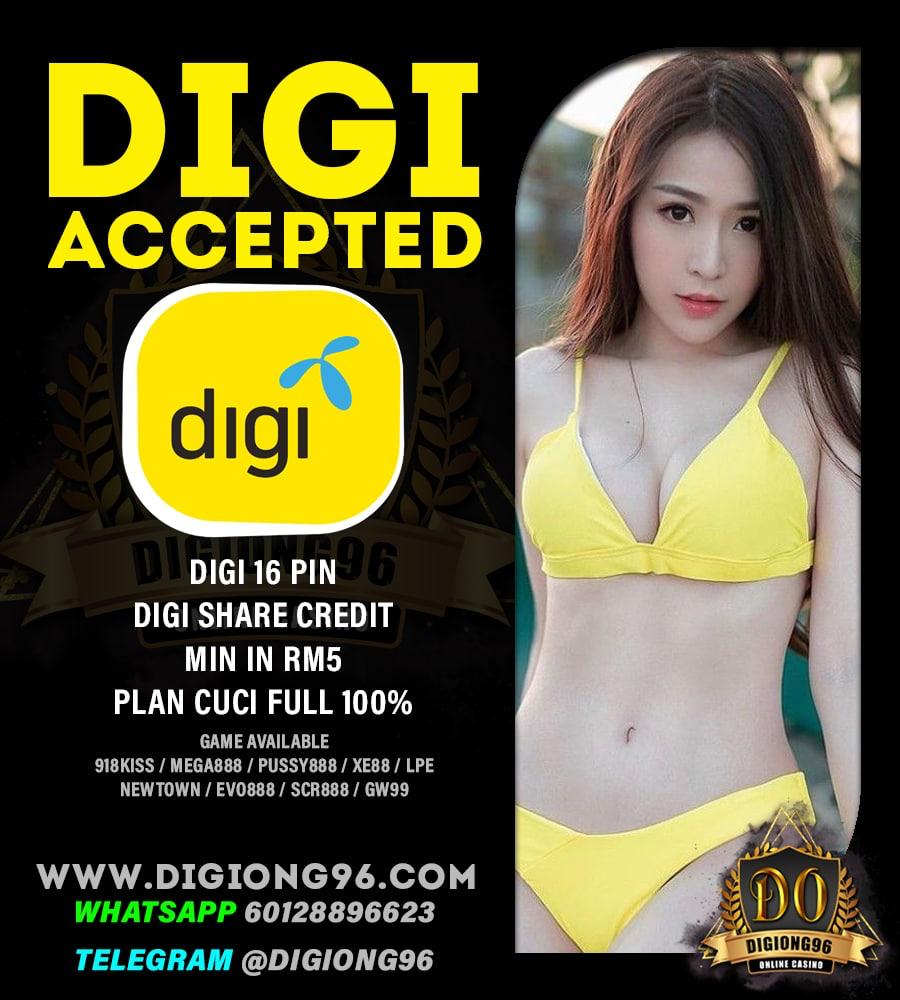 DIGI
ACCEPTED
digi
DIGIONG96
DIGI 16 PIN
DIGI SHARE CREDIT
MIN IN RM5
PLAN CUCI FULL 100%
GAME AVAILABLE
918KISS / MEGA888 / PUSSY888 / XE88 / LPE
NEWTOWN / EVO888 / SCR888 / GW99
WWW.DIGIONG96.COM
WHATSAPP 60128896623
TELEGRAM @DIGIONG96
DO
DIGIONG96
ONLINE CASINO